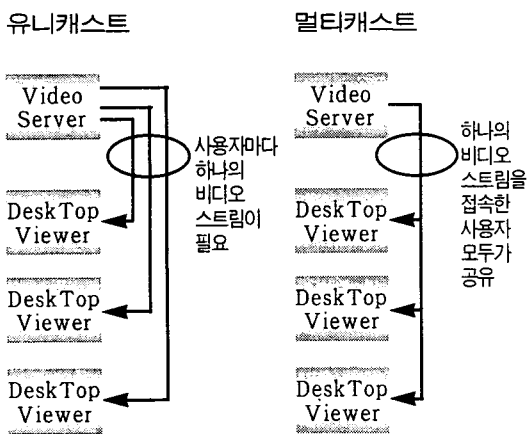 유니캐스트
Video
Server
사용자마다
하나의
비디오
스트림이
필요
DeskTop
Viewer
DeskTop
Viewer
DeskTop
Viewer
멀티캐스트
Video
Server
하나의
비디오
스트림을
접속한
사용자
모두가
공유
DeskTop
Viewer
DeskTop
Viewer
DeskTop
Viewer